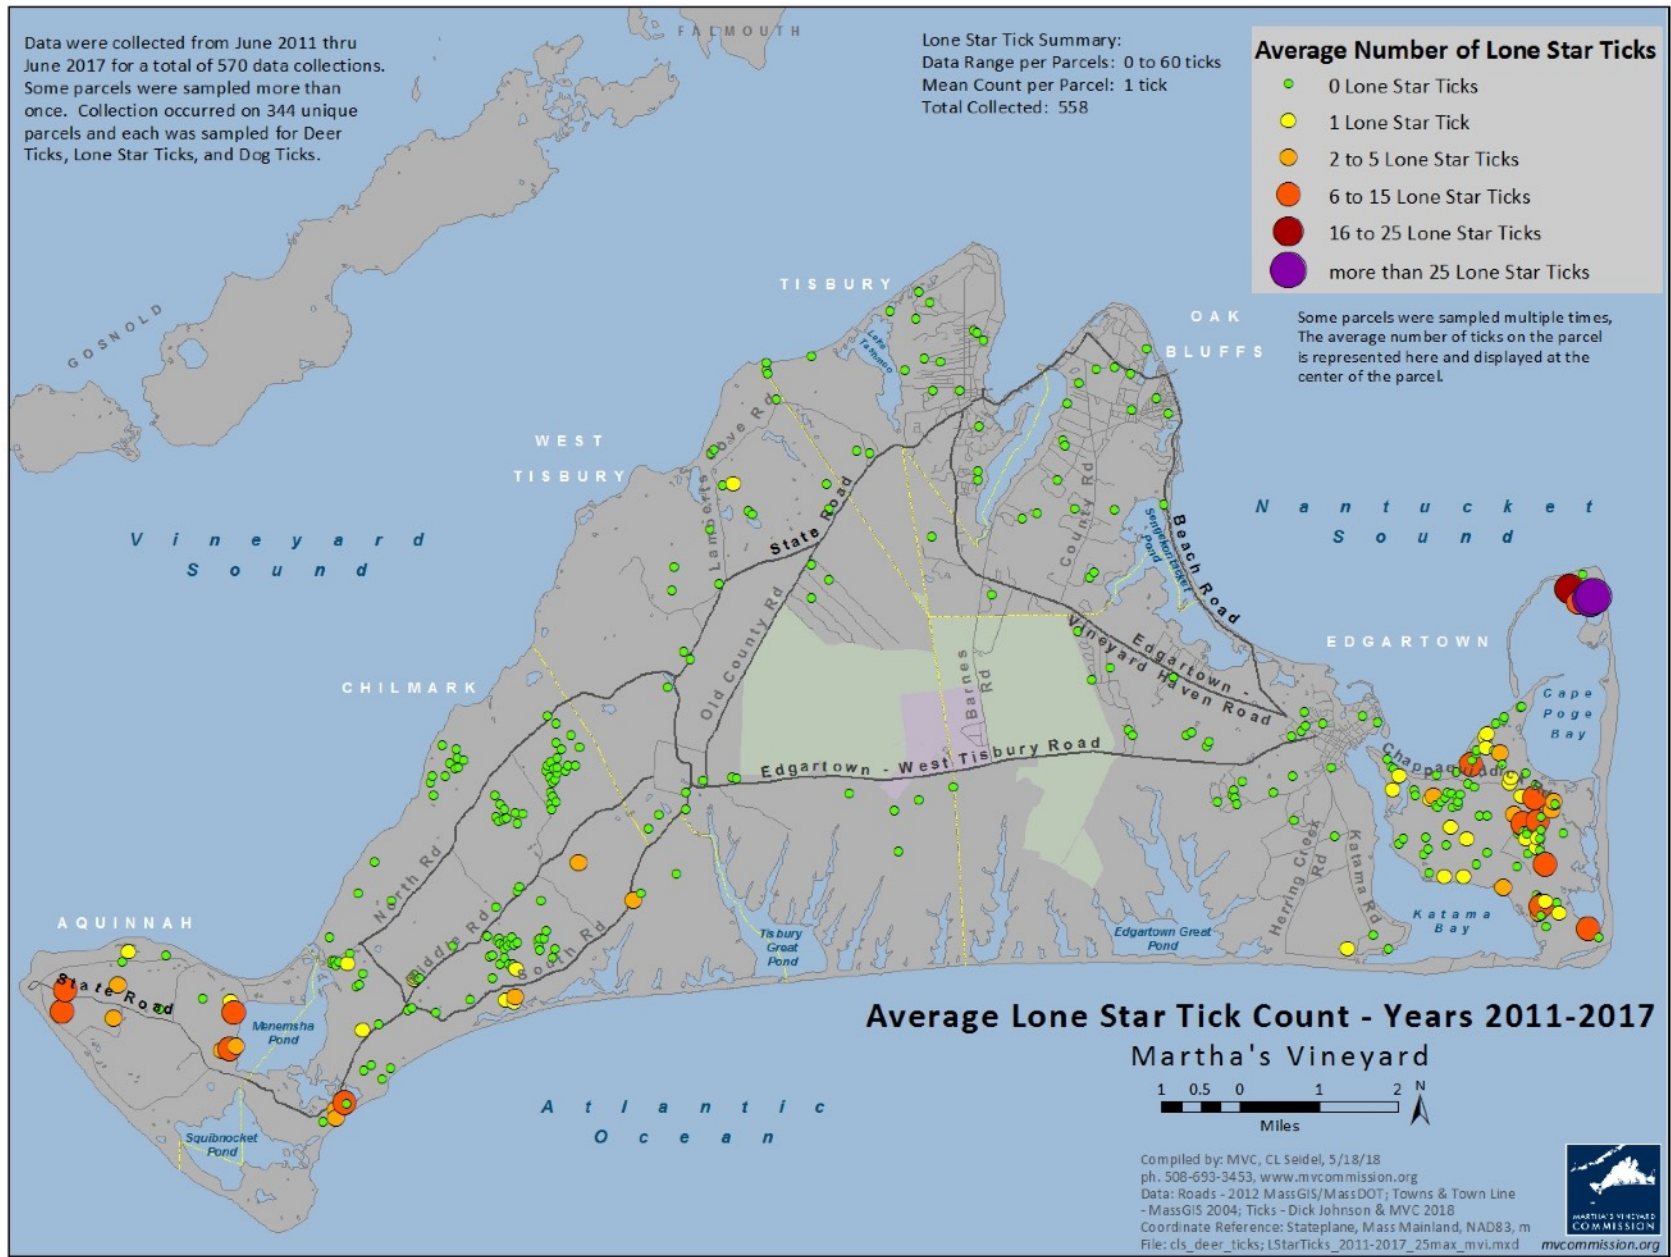 Data were collected from June 2011 thru
June 2017 for a total of 570 data collections.
Some parcels were sampled more than
once. Collection occurred on 344 unique
parcels and each was sampled for Deer
Ticks, Lone Star Ticks, and Dog Ticks.
FALMOUTH
Lone Star Tick Summary:
Data Range per Parcels: 0 to 60 ticks
Mean Count per Parcel: 1 tick
Total Collected: 558
Average Number of Lone Star Ticks
0 Lone Star Ticks
1 Lone Star Tick
2 to 5 Lone Star Ticks
6 to 15 Lone Star Ticks
16 to 25 Lone Star Ticks
more than 25 Lone Star Ticks
Some parcels were sampled multiple times,
The average number of ticks on the parcel
is represented here and displayed at the
center of the parcel.
GOSNOLD
TISBURY
OAK
BLUFFS
Lake
Tashmoo
WEST
TISBURY
Lamberts Cove Rd
State Road
County Rd
Sengekontacket
Pond
Beach Road
Nantucket
Sound
Vineyard
Sound
Old County Rd
Barnes
Rd
Edgartown -
Vineyard Haven Road
EDGARTOWN
CHILMARK
Cape
Poge
Bay
Edgartown - West Tisbury Road
Chappaquiddick Rd
North Rd
Middle Rd
South Rd
Herring Creek
Rd
Katama Rd
Katama
Bay
AQUINNAH
State Road
Tisbury
Great
Pond
Edgartown Great
Pond
Menemsha
Pond
Squibnocket
Pond
Atlantic
Ocean
Average Lone Star Tick Count - Years 2011-2017
Martha's Vineyard
1 0.5 0 1 2
Miles
N
Compiled by: MVC, CL Seidel, 5/18/18
ph. 508-693-3453, www.mvcommission.org
Data: Roads - 2012 MassGIS/MassDOT; Towns & Town Line
- MassGIS 2004; Ticks - Dick Johnson & MVC 2018
Coordinate Reference: Stateplane, Mass Mainland, NAD83, m
File: cls_deer_ticks; LStarTicks_2011-2017_25max_mvi.mxd
MARTHA'S VINEYARD
COMMISSION
mvcommission.org